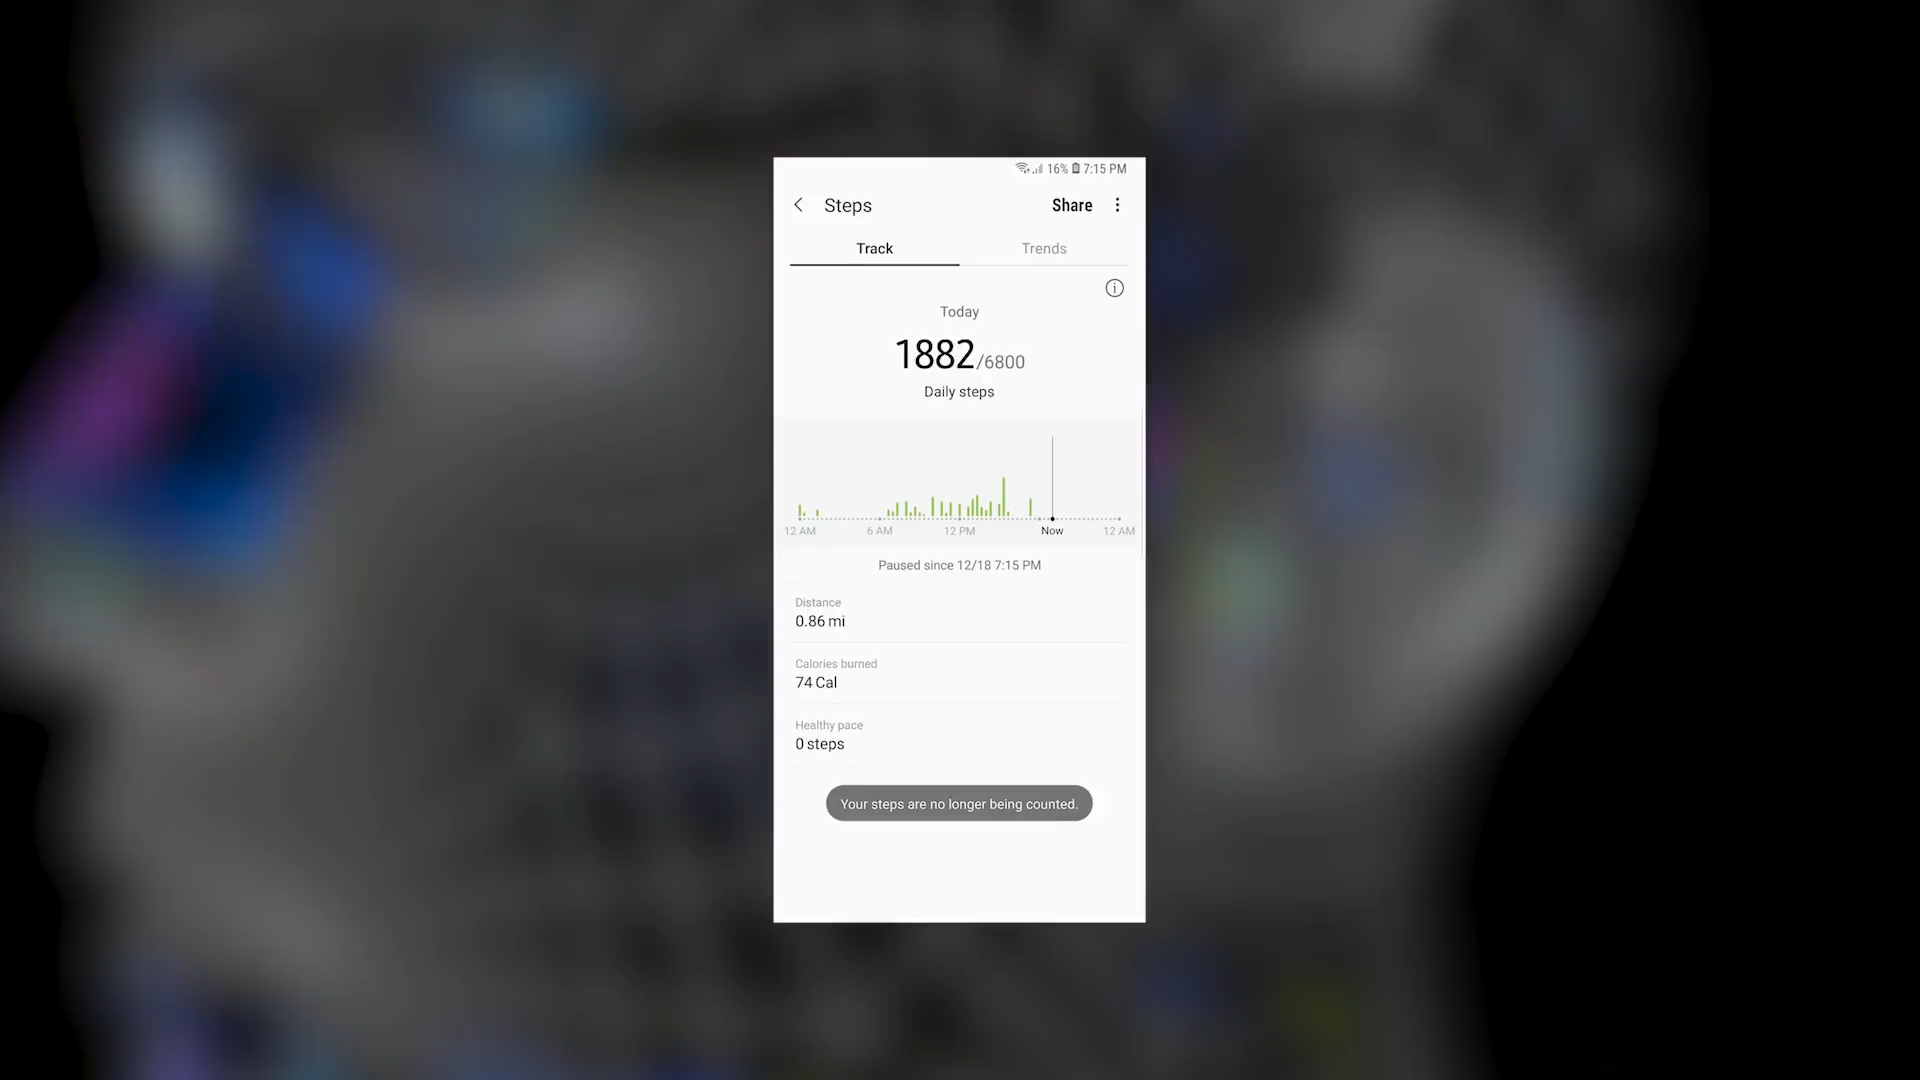 16% 7:15 PM
Steps Share
Track Trends
Today
1882/6800
Daily steps
12 AM 6 AM 12 PM Now 12 AM
Paused since 12/18 7:15 PM
Distance
0.86 mi
Calories burned
74 Cal
Healthy pace
0 steps
Your steps are no longer being counted.